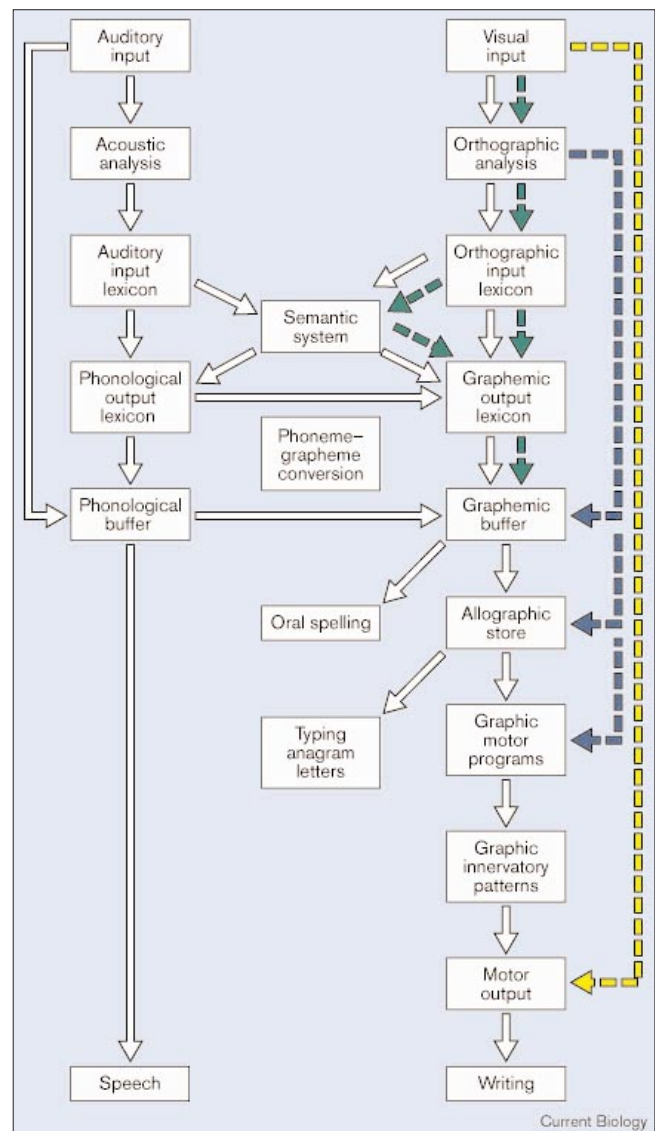 Auditory
input
Visual
input
Acoustic
analysis
Orthographic
analysis
Auditory
input
lexicon
Orthographic
input
lexicon
Semantic
system
Phonological
output
lexicon
Graphemic
output
lexicon
Phoneme–
grapheme
conversion
Phonological
buffer
Graphemic
buffer
Oral spelling
Allographic
store
Typing
anagram
letters
Graphic
motor
programs
Graphic
innervatory
patterns
Motor
output
Speech
Writing
Current Biology